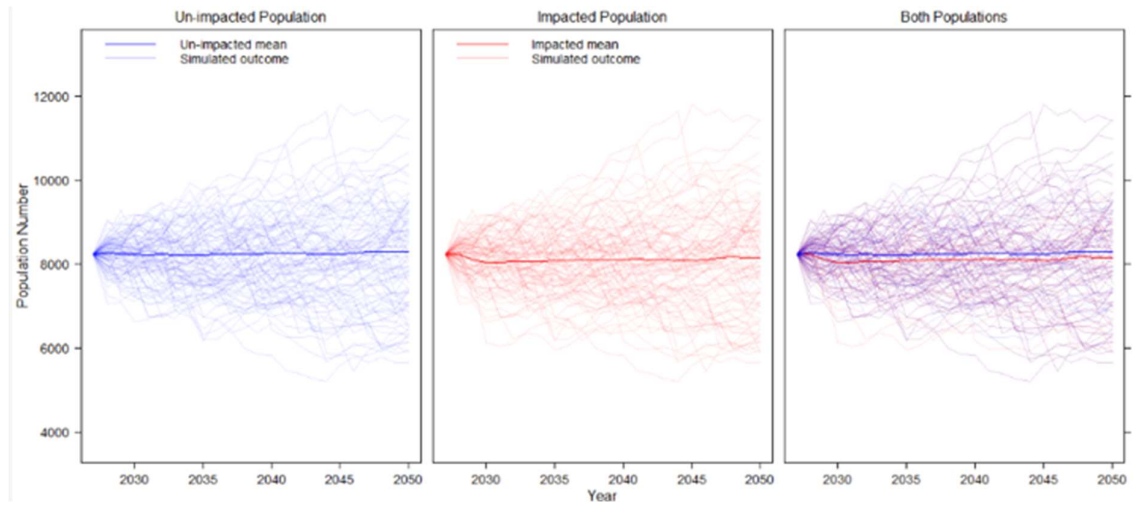 Un-impacted Population
Impacted Population
Both Populations
Un-impacted mean
Simulated outcome
Impacted mean
Simulated outcome
Population Number
12000
10000
8000
6000
4000
2030 2035 2040 2045 2050
2030 2035 2040 2045 2050
2030 2035 2040 2045 2050
Year